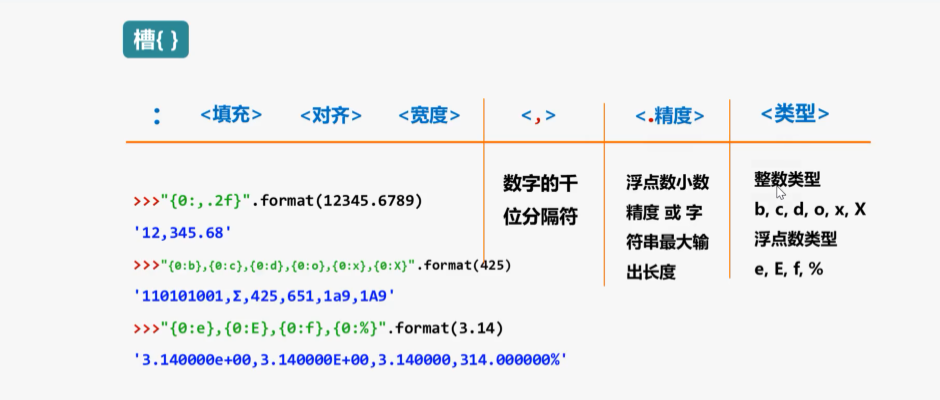 槽{ }
: <填充> <对齐> <宽度> <,> <.精度> <类型>
>>>"{0:,.2f}".format(12345.6789)
'12,345.68'
>>>"{0:b},{0:c},{0:d},{0:o},{0:x},{0:X}".format(425)
'110101001,Σ,425,651,1a9,1A9'
>>>"{0:e},{0:E},{0:f},{0:%}".format(3.14)
'3.140000e+00,3.140000E+00,3.140000,314.000000%'
数字的千
位分隔符
浮点数小数
精度 或 字
符串最大输
出长度
整数类型
b, c, d, o, x, X
浮点数类型
e, E, f, %